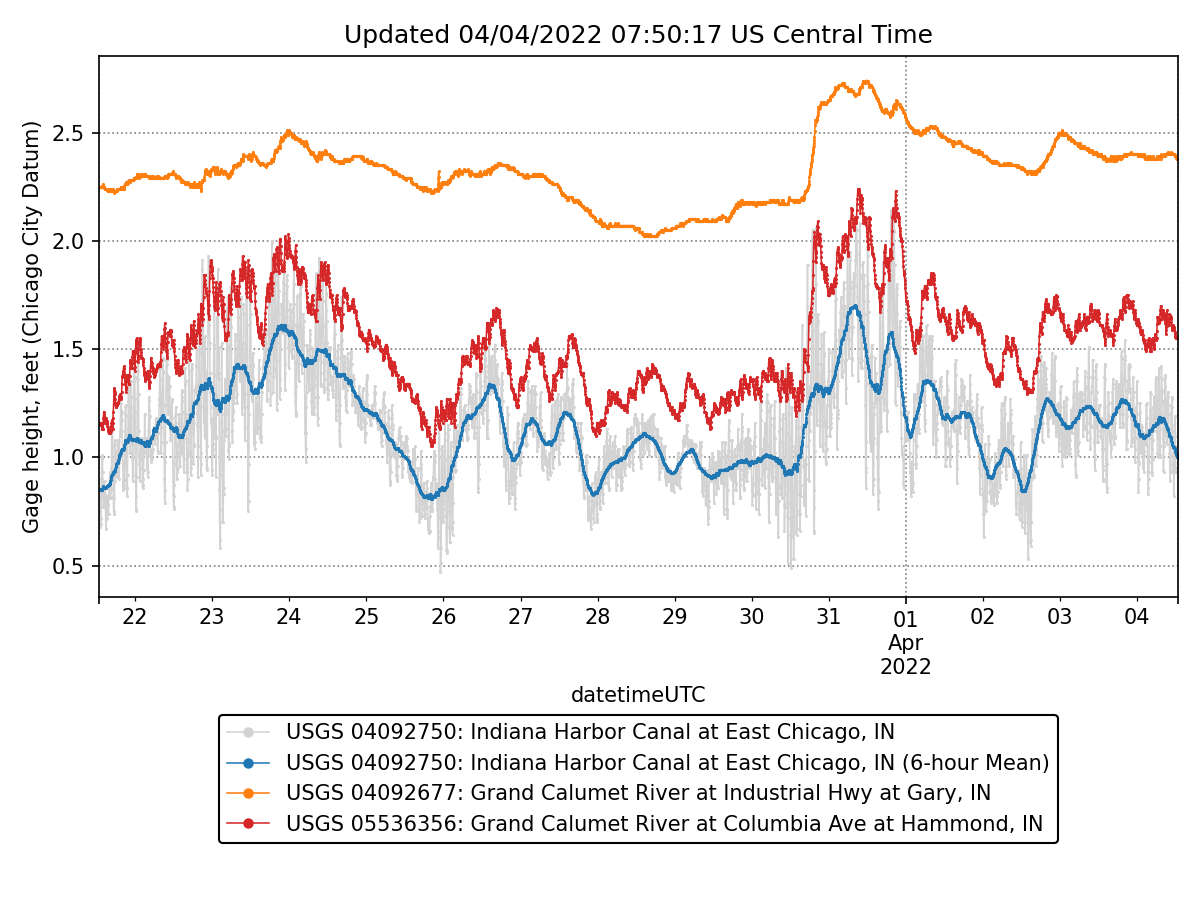 Updated 04/04/2022 07:50:17 US Central Time
Gage height, feet (Chicago City Datum)
2.5
2.0
1.5
1.0
0.5
22 23 24 25 26 27 28 29 30 31 01 02 03 04
Apr
2022
datetimeUTC
USGS 04092750: Indiana Harbor Canal at East Chicago, IN
USGS 04092750: Indiana Harbor Canal at East Chicago, IN (6-hour Mean)
USGS 04092677: Grand Calumet River at Industrial Hwy at Gary, IN
USGS 05536356: Grand Calumet River at Columbia Ave at Hammond, IN